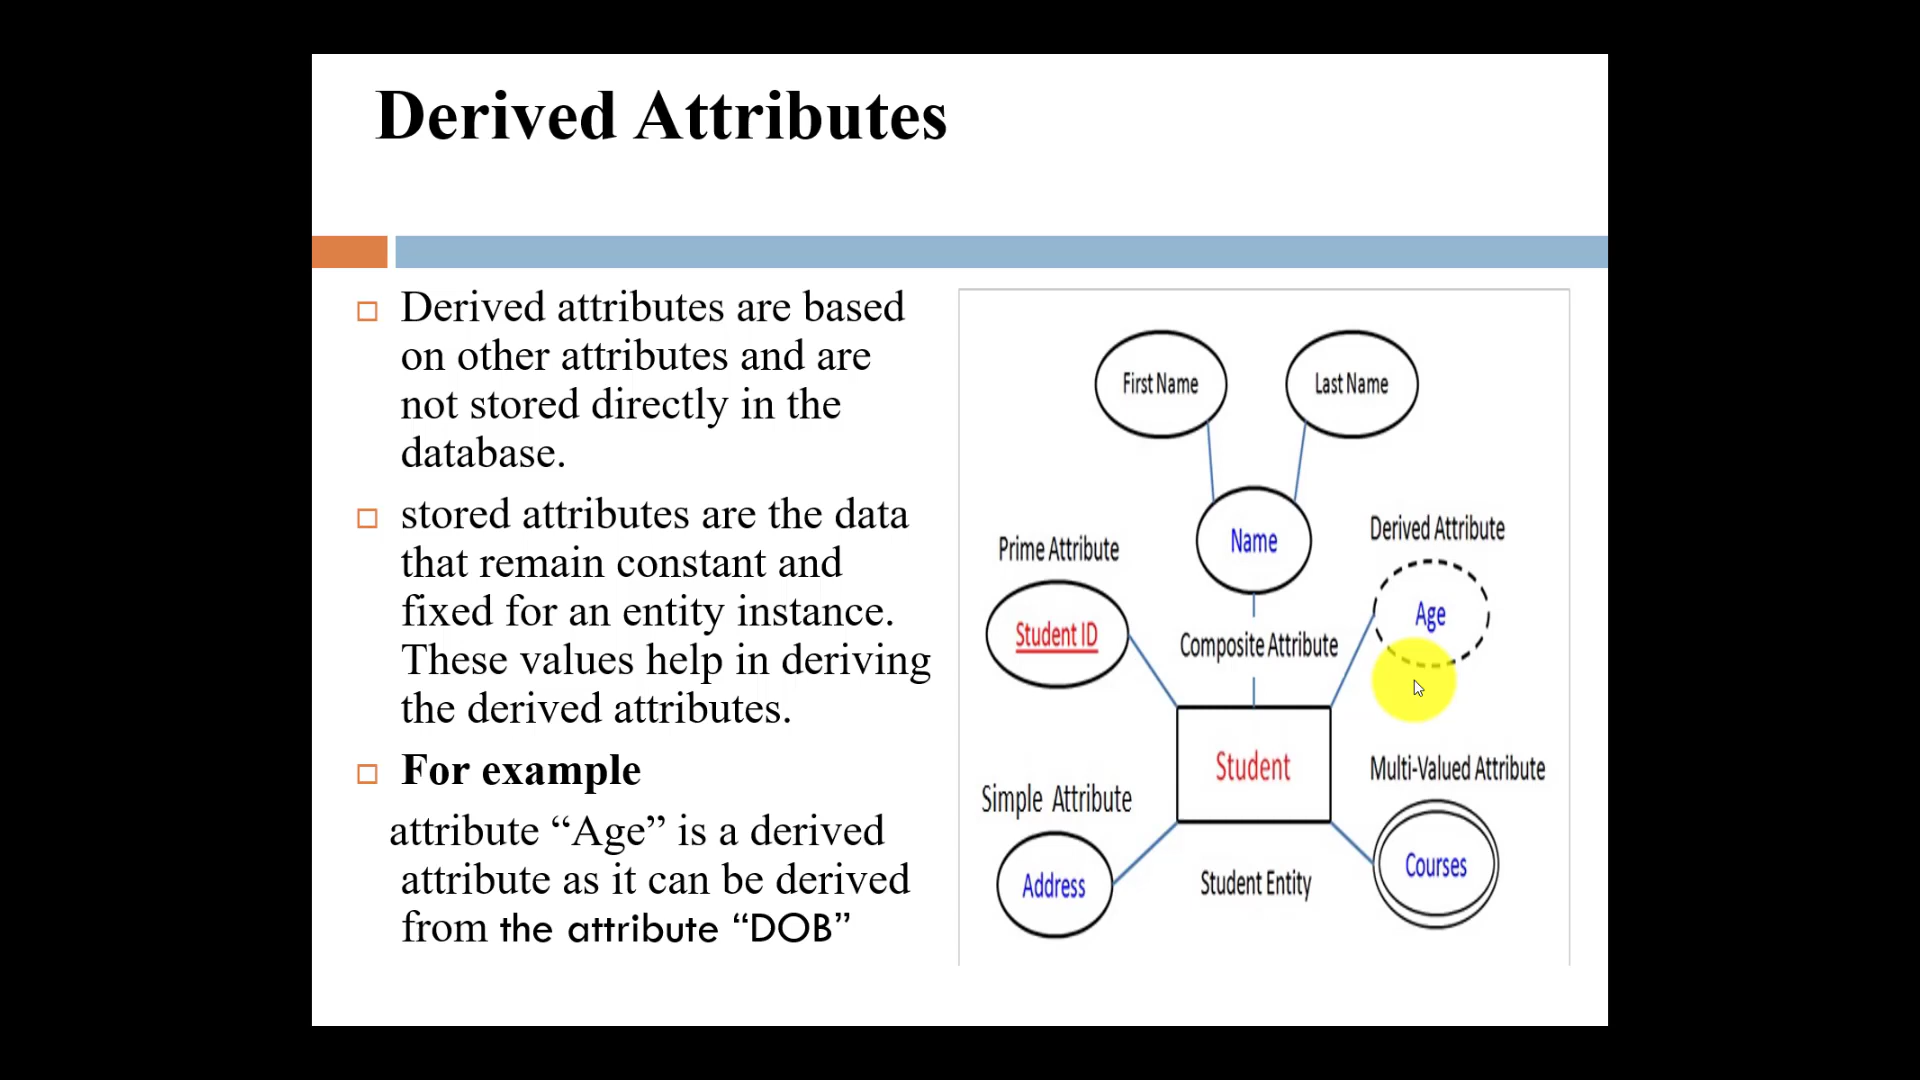 Derived Attributes
Derived attributes are based
on other attributes and are
not stored directly in the
database.
stored attributes are the data
that remain constant and
fixed for an entity instance.
These values help in deriving
the derived attributes.
For example
attribute “Age” is a derived
attribute as it can be derived
from the attribute “DOB”
First Name
Last Name
Name
Derived Attribute
Prime Attribute
Age
Student ID
Composite Attribute
Student
Multi-Valued Attribute
Simple Attribute
Courses
Student Entity
Address